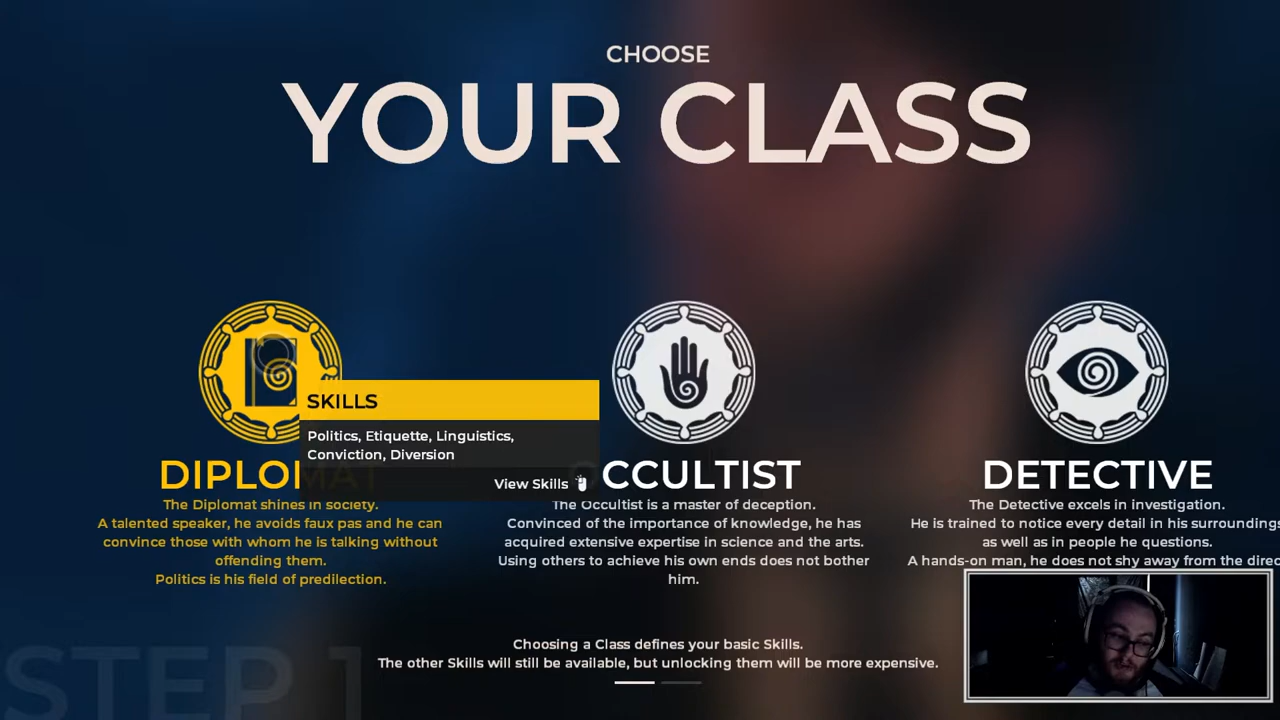 CHOOSE
YOUR CLASS
SKILLS
Politics, Etiquette, Linguistics,
Conviction, Diversion
View Skills
DIPLOMAT
The Diplomat shines in society.
A talented speaker, he avoids faux pas and he can
convince those with whom he is talking without
offending them.
Politics is his field of predilection.
OCCULTIST
The Occultist is a master of deception.
Convinced of the importance of knowledge, he has
acquired extensive expertise in science and the arts.
Using others to achieve his own ends does not bother
him.
DETECTIVE
The Detective excels in investigation.
He is trained to notice every detail in his surroundings
as well as in people he questions.
A hands-on man, he does not shy away from the direc
Choosing a Class defines your basic Skills.
The other Skills will still be available, but unlocking them will be more expensive.
STEP 1